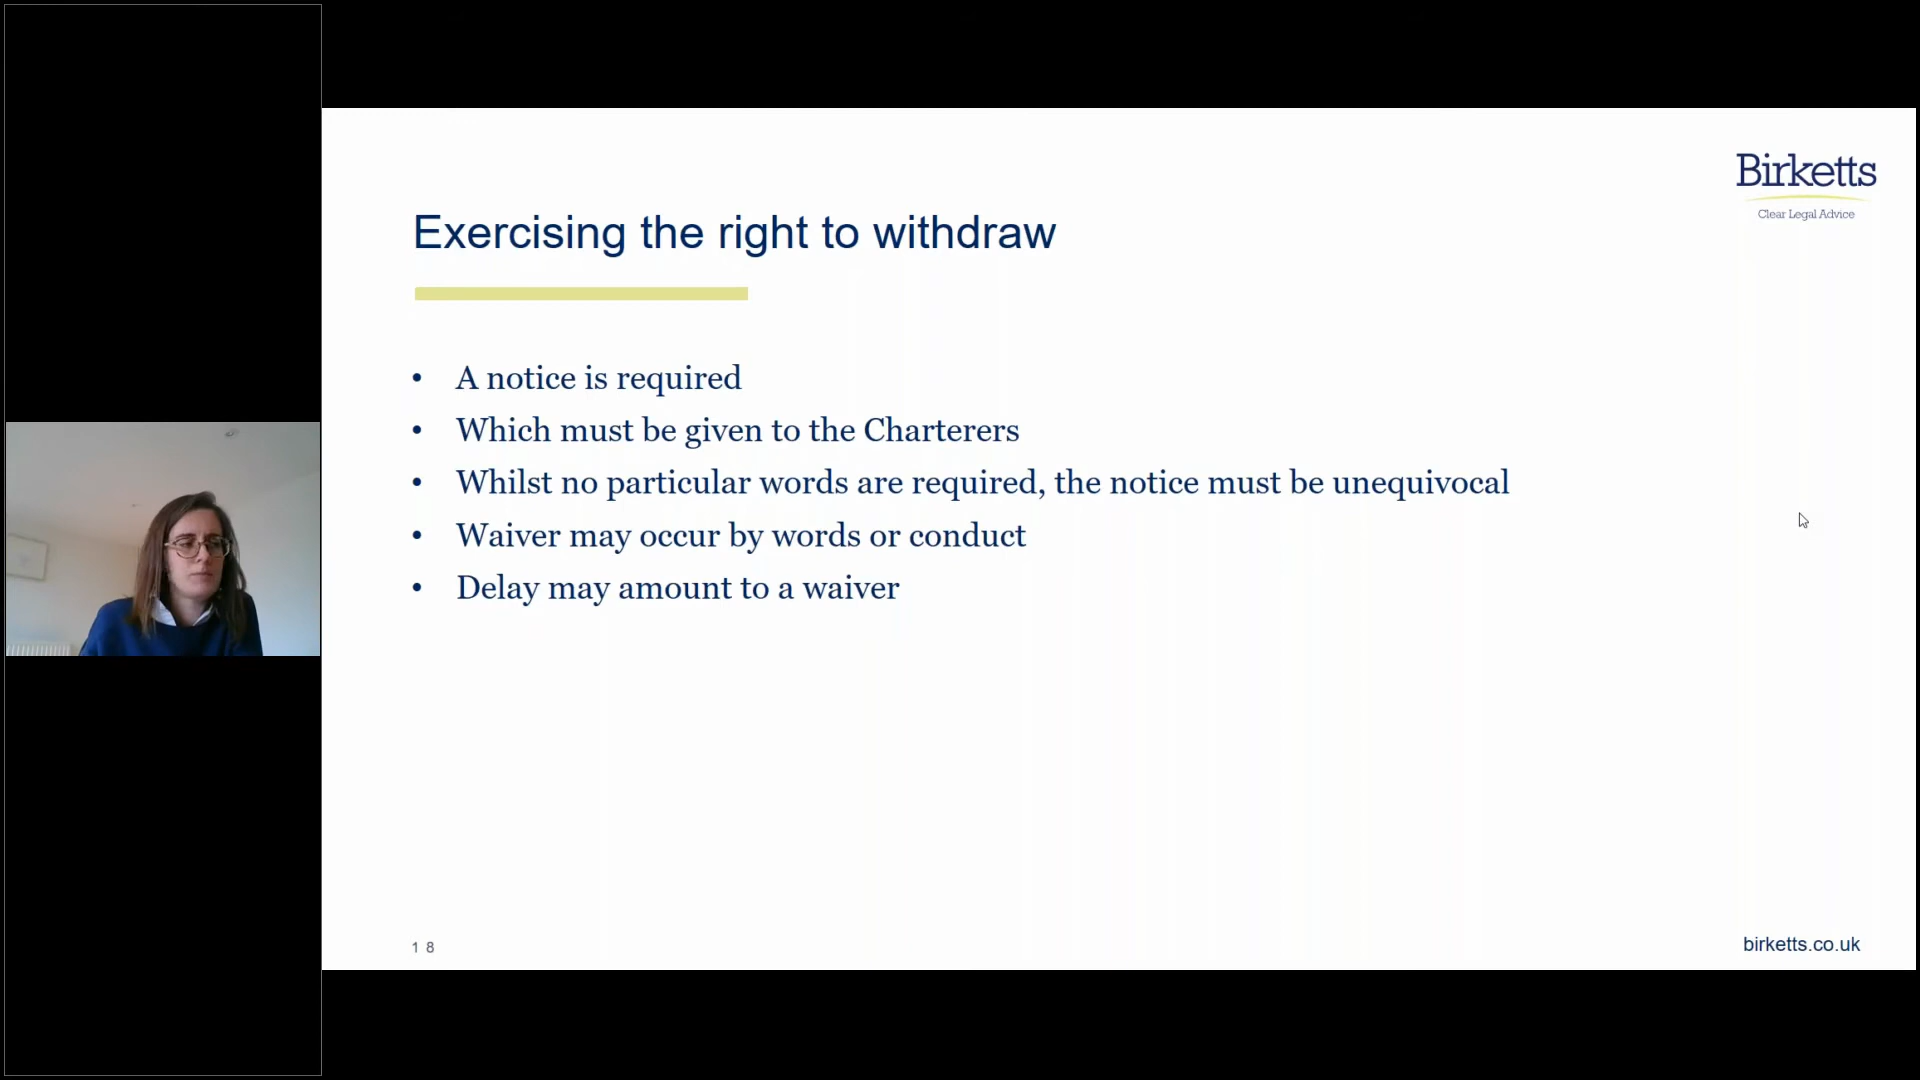 Birketts
Clear Legal Advice
Exercising the right to withdraw
• A notice is required
• Which must be given to the Charterers
• Whilst no particular words are required, the notice must be unequivocal
• Waiver may occur by words or conduct
• Delay may amount to a waiver
18
birketts.co.uk